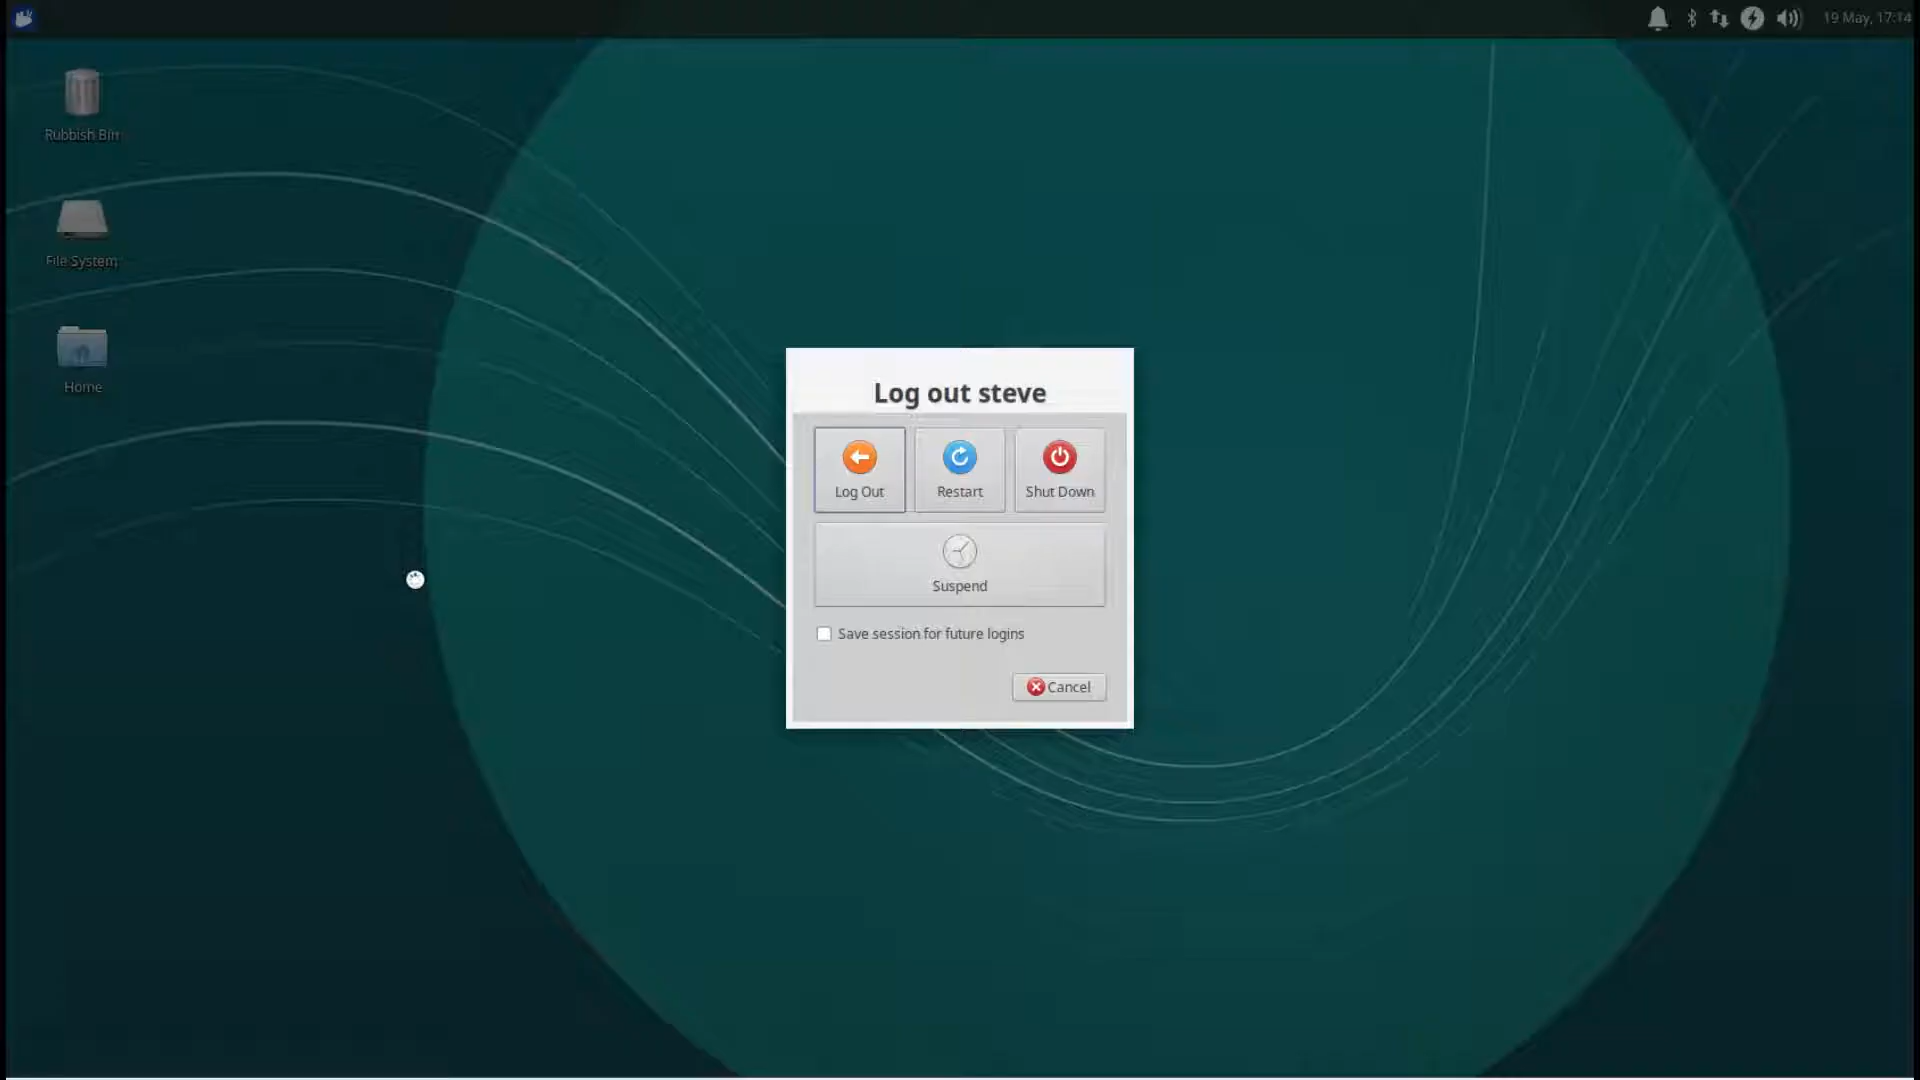 19 May, 17:14
Rubbish Bin
File System
Home
Log out steve
Log Out
Restart
Shut Down
Suspend
Save session for future logins
Cancel